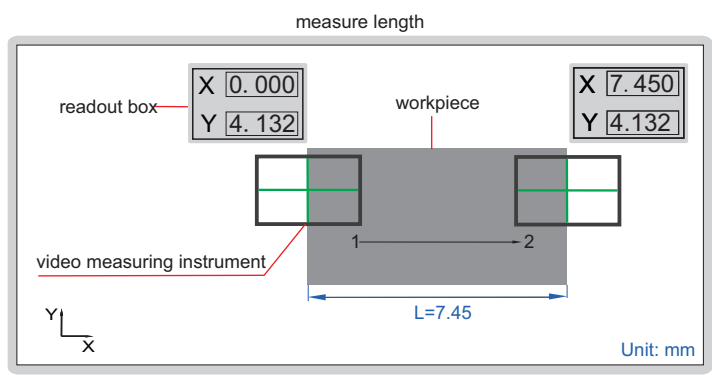 measure length
X 0.000
Y 4.132
X 7.450
Y 4.132
readout box
workpiece
1
2
video measuring instrument
L=7.45
Y
X
Unit: mm